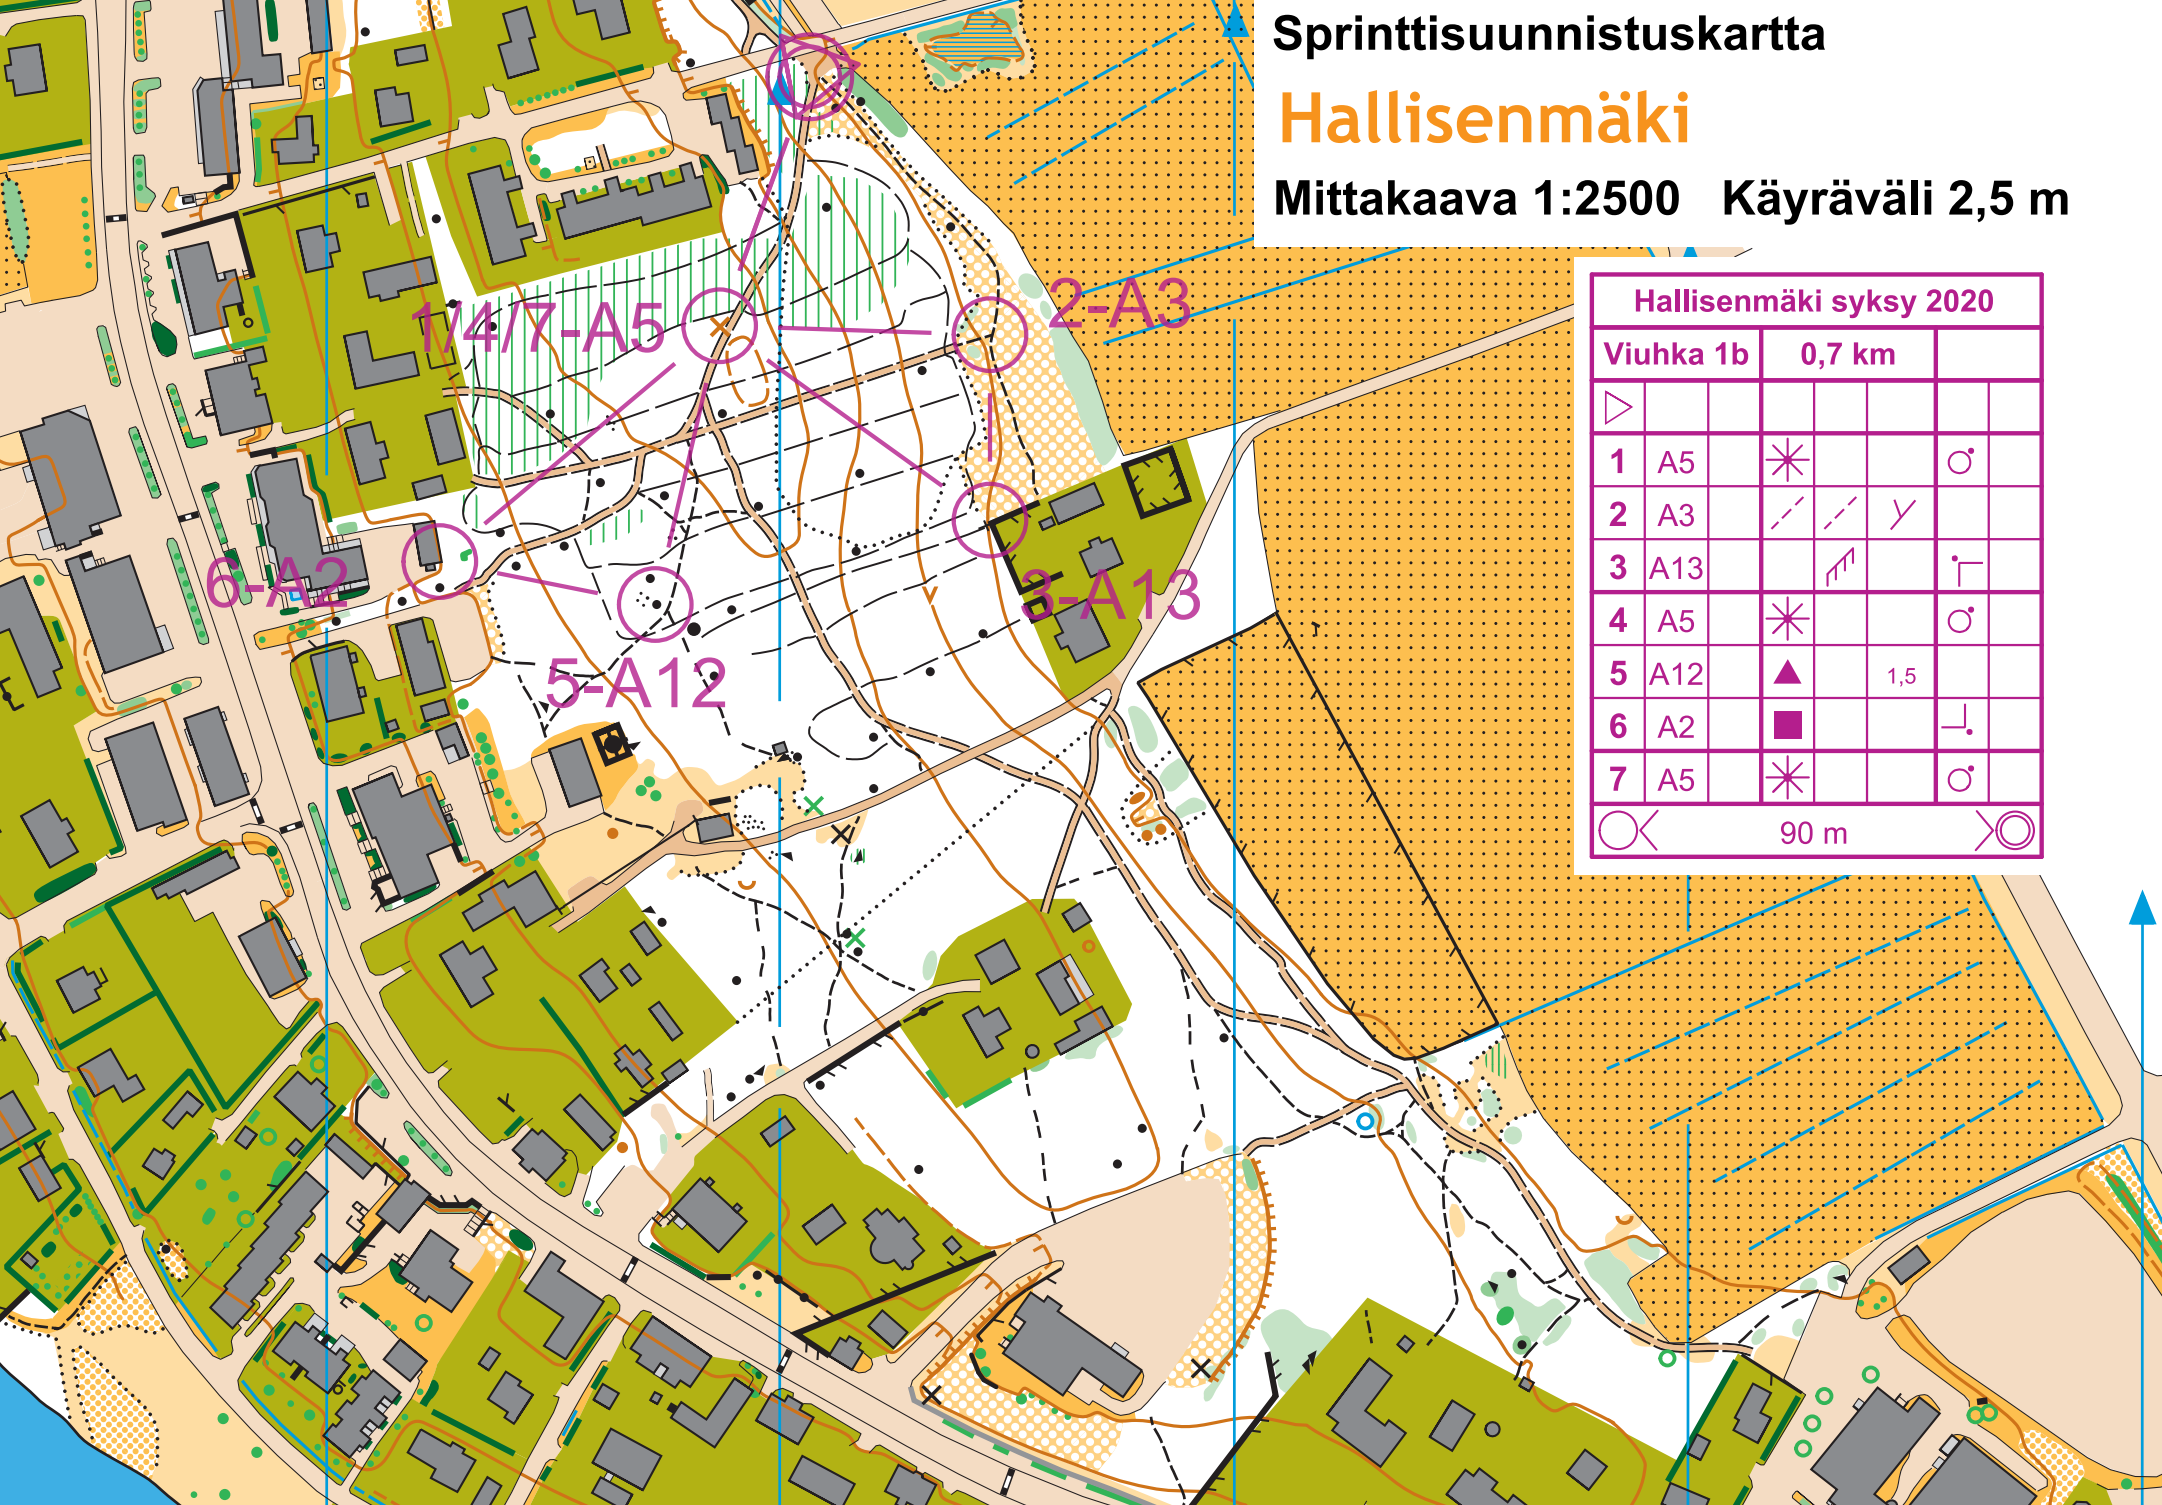 Sprinttisuunnistuskartta
Hallisenmäki
Mittakaava 1:2500 Käyräväli 2,5 m
Hallisenmäki syksy 2020
Viuhka 1b 0,7 km
1 A5
2 A3
3 A13
4 A5
5 A12 1,5
6 A2
7 A5
90 m
1/4/7-A5
2-A3
3-A13
6-A2
5-A12